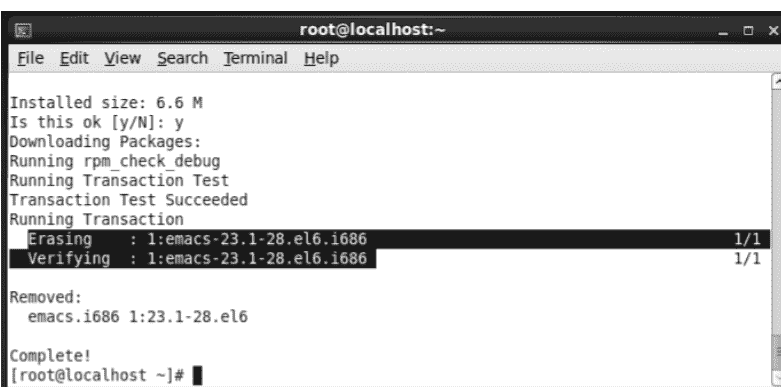 root@localhost:~
File Edit View Search Terminal Help
Installed size: 6.6 M
Is this ok [y/N]: y
Downloading Packages:
Running rpm_check_debug
Running Transaction Test
Transaction Test Succeeded
Running Transaction
  Erasing    : 1:emacs-23.1-28.el6.i686    1/1
  Verifying  : 1:emacs-23.1-28.el6.i686    1/1
Removed:
  emacs.i686 1:23.1-28.el6
Complete!
[root@localhost ~]#